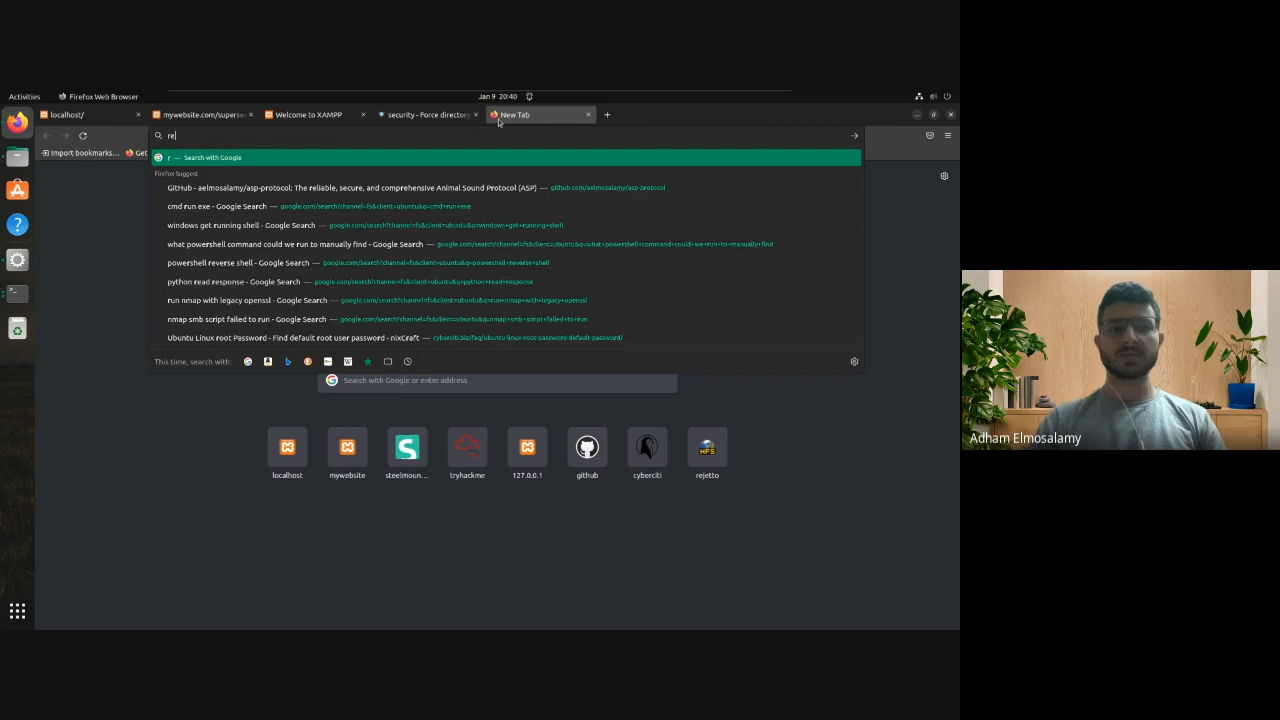 Activities
Firefox Web Browser
Jan 9 20:40
localhost/
mywebsite.com/superse
Welcome to XAMPP
security - Force director
New Tab
re
Import bookmarks...
Get
r — Search with Google
Firefox Suggest
GitHub - aelmosalamy/asp-protocol: The reliable, secure, and comprehensive Animal Sound Protocol (ASP) — github.com/aelmosalamy/asp-protocol
cmd run exe - Google Search — google.com/search?channel=fs&client=ubuntu&q=cmd+run+exe
windows get running shell - Google Search — google.com/search?channel=fs&client=ubuntu&q=windows+get+running+shell
what powershell command could we run to manually find - Google Search — google.com/search?channel=fs&client=ubuntu&q=what+powershell+command+could+we+run+to+manually+find
powershell reverse shell - Google Search — google.com/search?channel=fs&client=ubuntu&q=powershell+reverse+shell
python read response - Google Search — google.com/search?channel=fs&client=ubuntu&q=python+read+response
run nmap with legacy openssl - Google Search — google.com/search?channel=fs&client=ubuntu&q=run+nmap+with+legacy+openssl
nmap smb script failed to run - Google Search — google.com/search?channel=fs&client=ubuntu&q=nmap+smb+script+failed+to+run
Ubuntu Linux root Password - Find default root user password - nixCraft — cyberciti.biz/faq/ubuntu-linux-root-password-default-password/
This time, search with:
Search with Google or enter address
localhost
mywebsite
steelmoun...
tryhackme
127.0.0.1
github
cyberciti
rejetto
Adham Elmosalamy